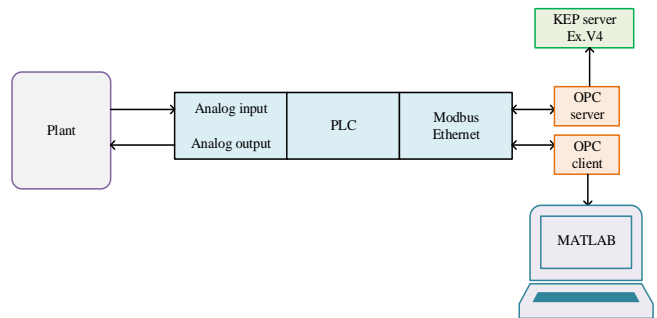 KEP server
Ex.V4
Plant
Analog input
Analog output
PLC
Modbus
Ethernet
OPC
server
OPC
client
MATLAB